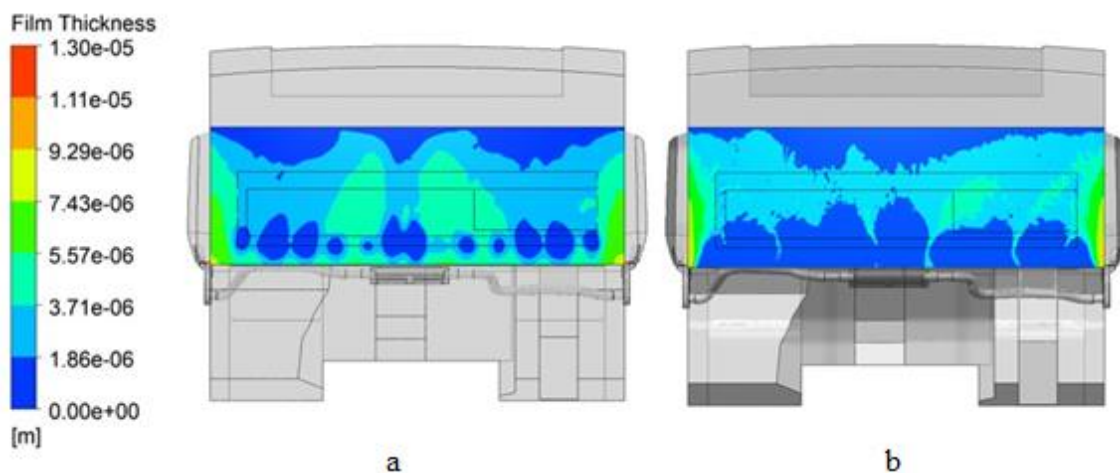 Film Thickness
1.30e-05
1.11e-05
9.29e-06
7.43e-06
5.57e-06
3.71e-06
1.86e-06
0.00e+00
[m]
a
b